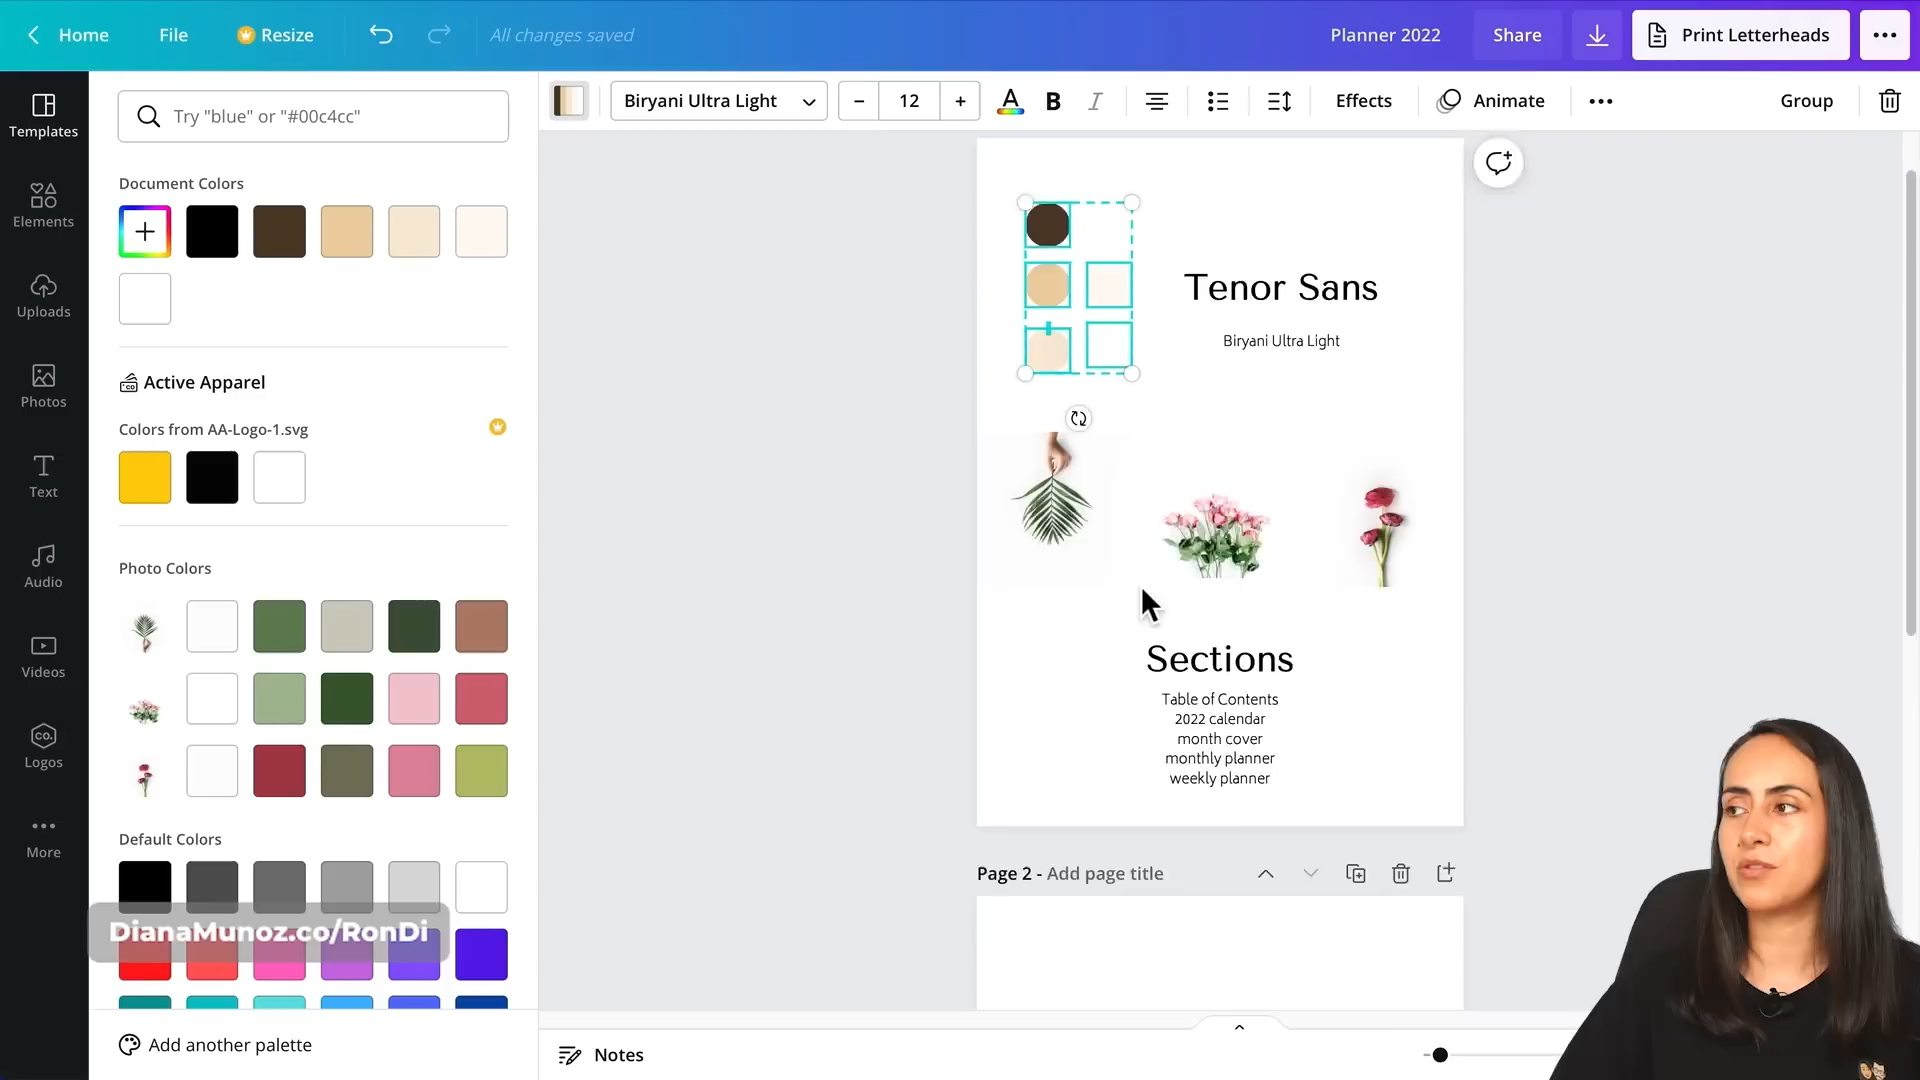 Home
File
Resize
All changes saved
Planner 2022
Share
Print Letterheads
Templates
Elements
Uploads
Photos
Text
Audio
Videos
CO.
Logos
More
Try "blue" or "#00c4cc"
Document Colors
Active Apparel
Colors from AA-Logo-1.svg
Photo Colors
Default Colors
DianaMunoz.co/RonDi
Add another palette
Biryani Ultra Light
12
A
B
I
Effects
Animate
Group
Tenor Sans
Biryani Ultra Light
Sections
Table of Contents
2022 calendar
month cover
monthly planner
weekly planner
Page 2 - Add page title
Notes